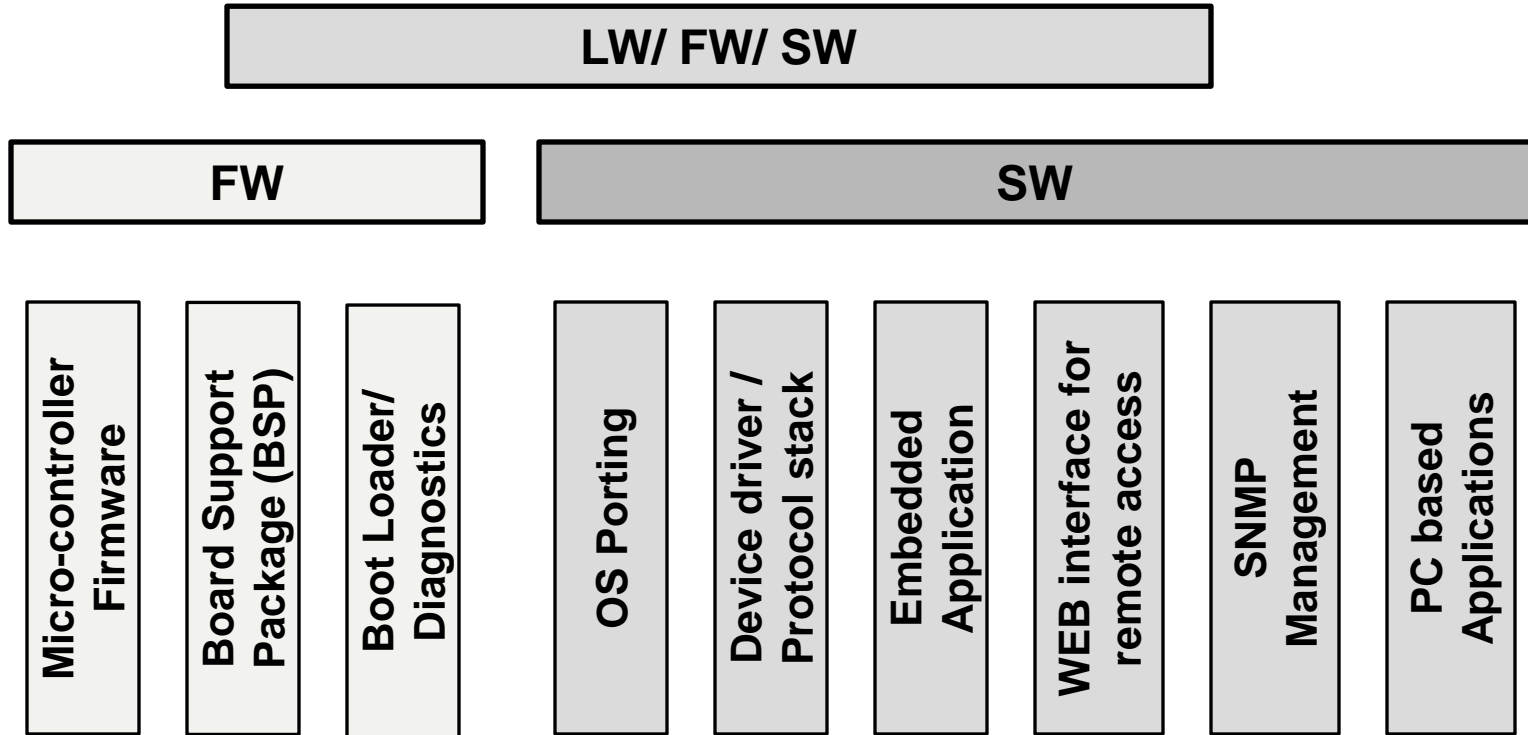 LW/ FW/ SW
FW
SW
Micro-controller
Firmware
Board Support
Package (BSP)
Boot Loader/
Diagnostics
OS Porting
Device driver /
Protocol stack
Embedded
Application
WEB interface for
remote access
SNMP
Management
PC based
Applications